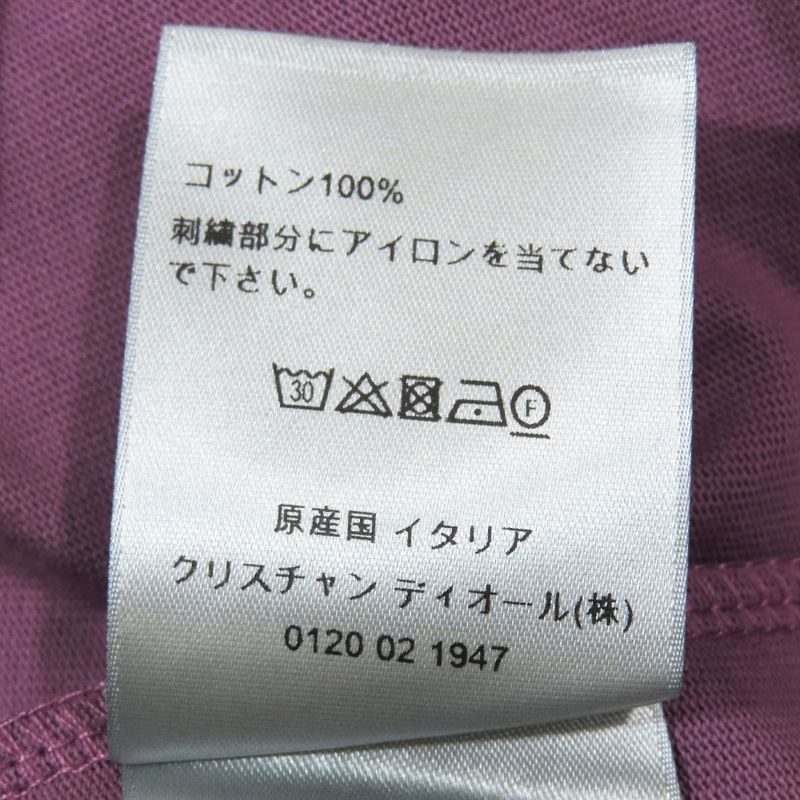 コットン100%
刺繍部分にアイロンを当てない
で下さい。
30 F
原産国 イタリア
クリスチャン ディオール(株)
0120 02 1947